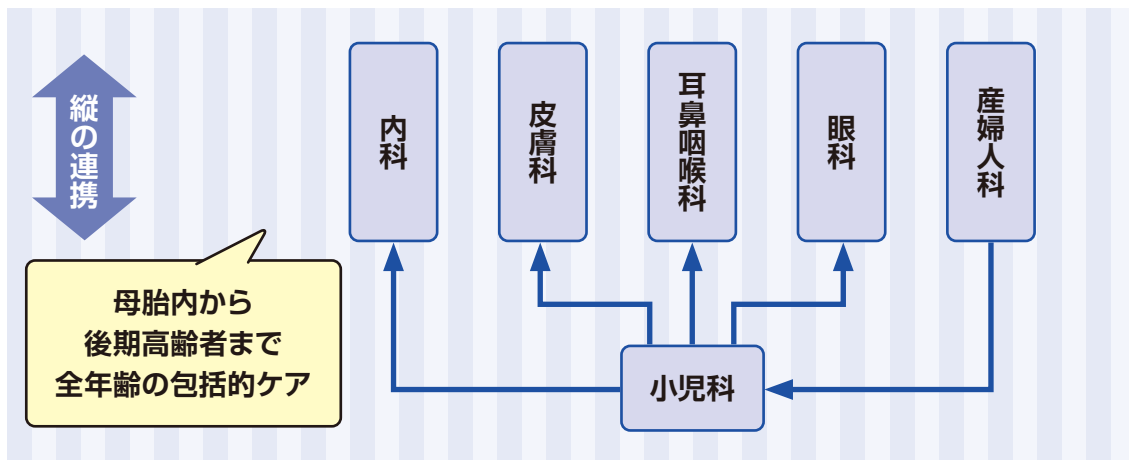 縦の連携
母胎内から
後期高齢者まで
全年齢の包括的ケア
内科
皮膚科
耳鼻咽喉科
眼科
産婦人科
小児科